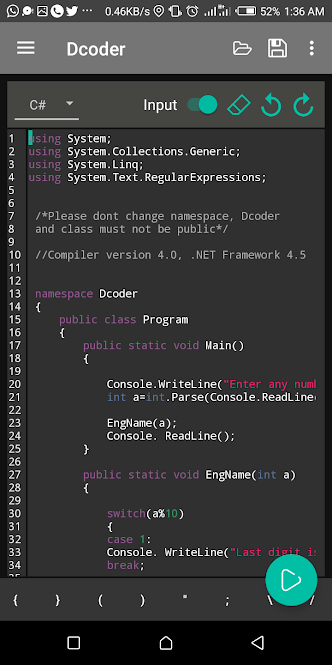 0.46KB/s 52% 1:36 AM
Dcoder
C# Input
1 using System;
2 using System.Collections.Generic;
3 using System.Linq;
4 using System.Text.RegularExpressions;
5
6
7 /*Please dont change namespace, Dcoder
8 and class must not be public*/
9
10 //Compiler version 4.0, .NET Framework 4.5
11
12
13 namespace Dcoder
14 {
15 public class Program
16 {
17 public static void Main()
18 {
19
20 Console.WriteLine("Enter any num
21 int a=int.Parse(Console.ReadLine
22
23 EngName(a);
24 Console. ReadLine();
25 }
26
27 public static void EngName(int a)
28 {
29
30 switch(a%10)
31 {
32 case 1:
33 Console. WriteLine("Last digit is
34 break;
35
{ } ( ) " ; \ /